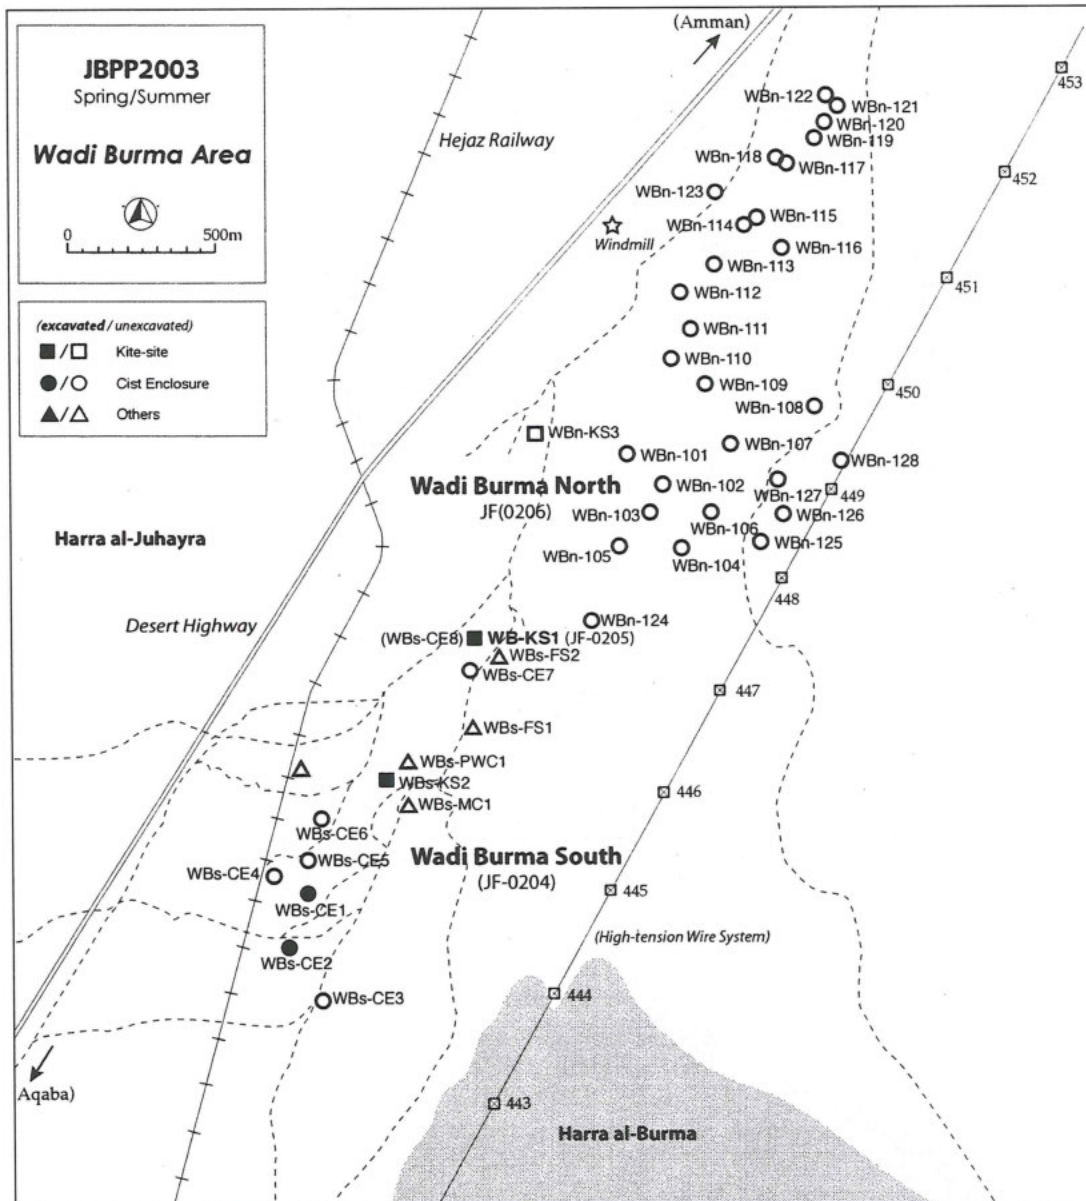 (Amman)
JBPP2003
Spring/Summer
Wadi Burma Area
0 500m
(excavated / unexcavated)
■/□ Kite-site
●/○ Cist Enclosure
▲/△ Others
Hejaz Railway
453
WBn-122
WBn-121
WBn-120
WBn-119
WBn-118
WBn-117
452
WBn-123
WBn-115
WBn-114
Windmill
WBn-116
WBn-113
451
WBn-112
WBn-111
WBn-110
WBn-109
450
WBn-108
WBn-KS3
WBn-107
WBn-101
WBn-128
Wadi Burma North
JF(0206)
WBn-102
WBn-127
449
WBn-103
WBn-106
WBn-126
Harra al-Juhayra
WBn-105
WBn-104
WBn-125
448
Desert Highway
WBn-124
(WBs-CE8)
WB-KS1 (JF-0205)
WBs-FS2
WBs-CE7
447
WBs-FS1
WBs-PWC1
WBs-KS2
446
WBs-MC1
WBs-CE6
WBs-CE5
Wadi Burma South
(JF-0204)
WBs-CE4
445
WBs-CE1
(High-tension Wire System)
WBs-CE2
444
WBs-CE3
Aqaba)
443
Harra al-Burma